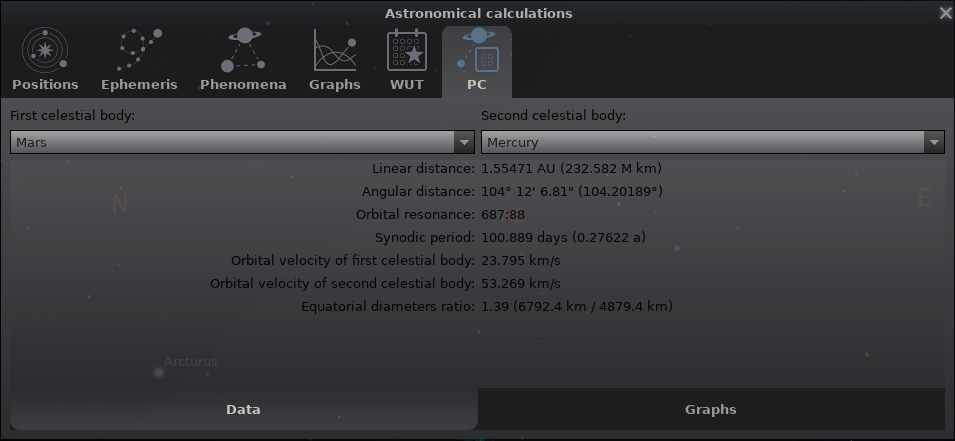 Astronomical calculations
Positions Ephemeris Phenomena Graphs WUT PC
First celestial body: Second celestial body:
Mars Mercury
Linear distance: 1.55471 AU (232.582 M km)
Angular distance: 104° 12' 6.81" (104.20189°)
N E
Orbital resonance: 687:88
Synodic period: 100.889 days (0.27622 a)
Orbital velocity of first celestial body: 23.795 km/s
Orbital velocity of second celestial body: 53.269 km/s
Equatorial diameters ratio: 1.39 (6792.4 km / 4879.4 km)
Arcturus
Data Graphs